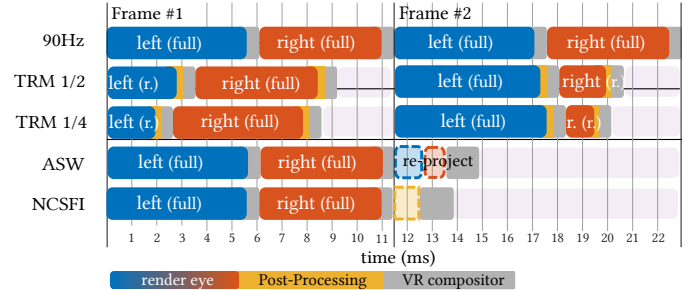 Frame #1 Frame #2
90Hz left (full) right (full) left (full) right (full)
TRM 1/2 left (r.) right (full) left (full) right (r.)
TRM 1/4 left (r.) right (full) left (full) r. (r.)
ASW left (full) right (full) re-project
NCSFI left (full) right (full)
1 2 3 4 5 6 7 8 9 10 11 12 13 14 15 16 17 18 19 20 21 22
time (ms)
render eye Post-Processing VR compositor